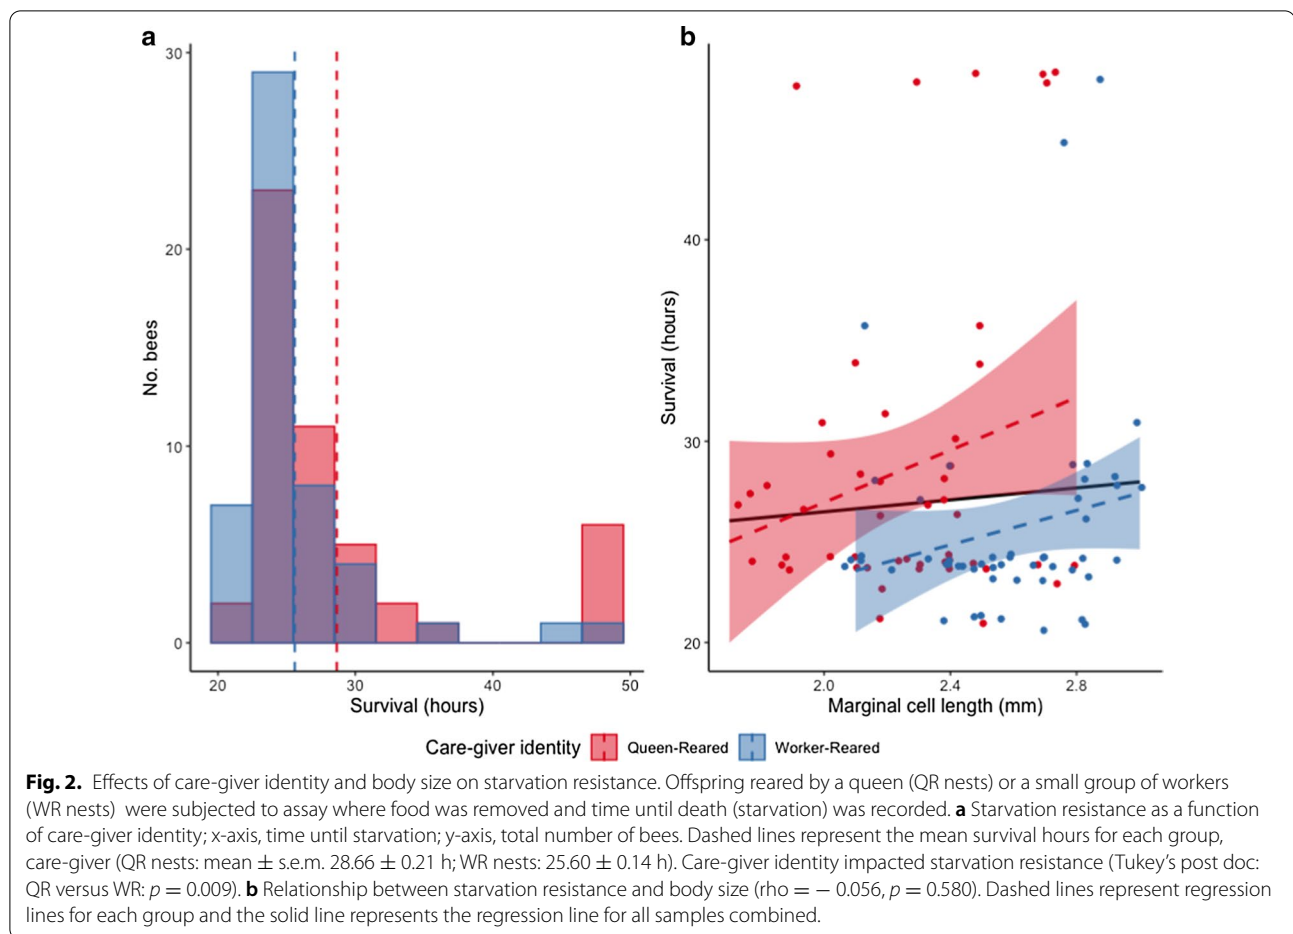 a
b
30
20
10
0
No. bees
20
30
40
50
Survival (hours)
40
30
20
Survival (hours)
2.0
2.4
2.8
Marginal cell length (mm)
Care-giver identity Queen-Reared Worker-Reared
Fig. 2. Effects of care-giver identity and body size on starvation resistance. Offspring reared by a queen (QR nests) or a small group of workers
(WR nests) were subjected to assay where food was removed and time until death (starvation) was recorded. a Starvation resistance as a function
of care-giver identity; x-axis, time until starvation; y-axis, total number of bees. Dashed lines represent the mean survival hours for each group,
care-giver (QR nests: mean ± s.e.m. 28.66 ± 0.21 h; WR nests: 25.60 ± 0.14 h). Care-giver identity impacted starvation resistance (Tukey's post doc:
QR versus WR: p = 0.009). b Relationship between starvation resistance and body size (rho = − 0.056, p = 0.580). Dashed lines represent regression
lines for each group and the solid line represents the regression line for all samples combined.